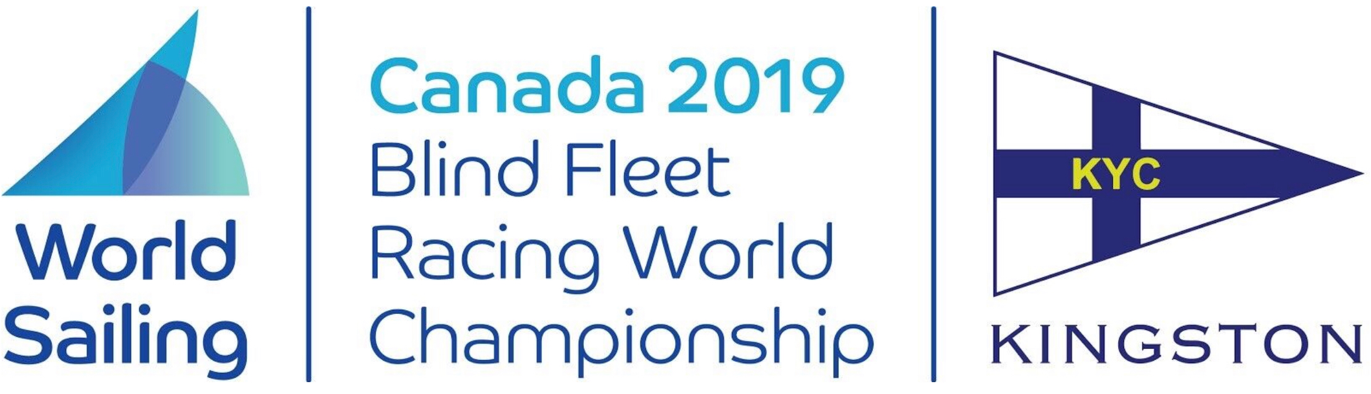 World
Sailing
Canada 2019
Blind Fleet
Racing World
Championship
KYC
KINGSTON